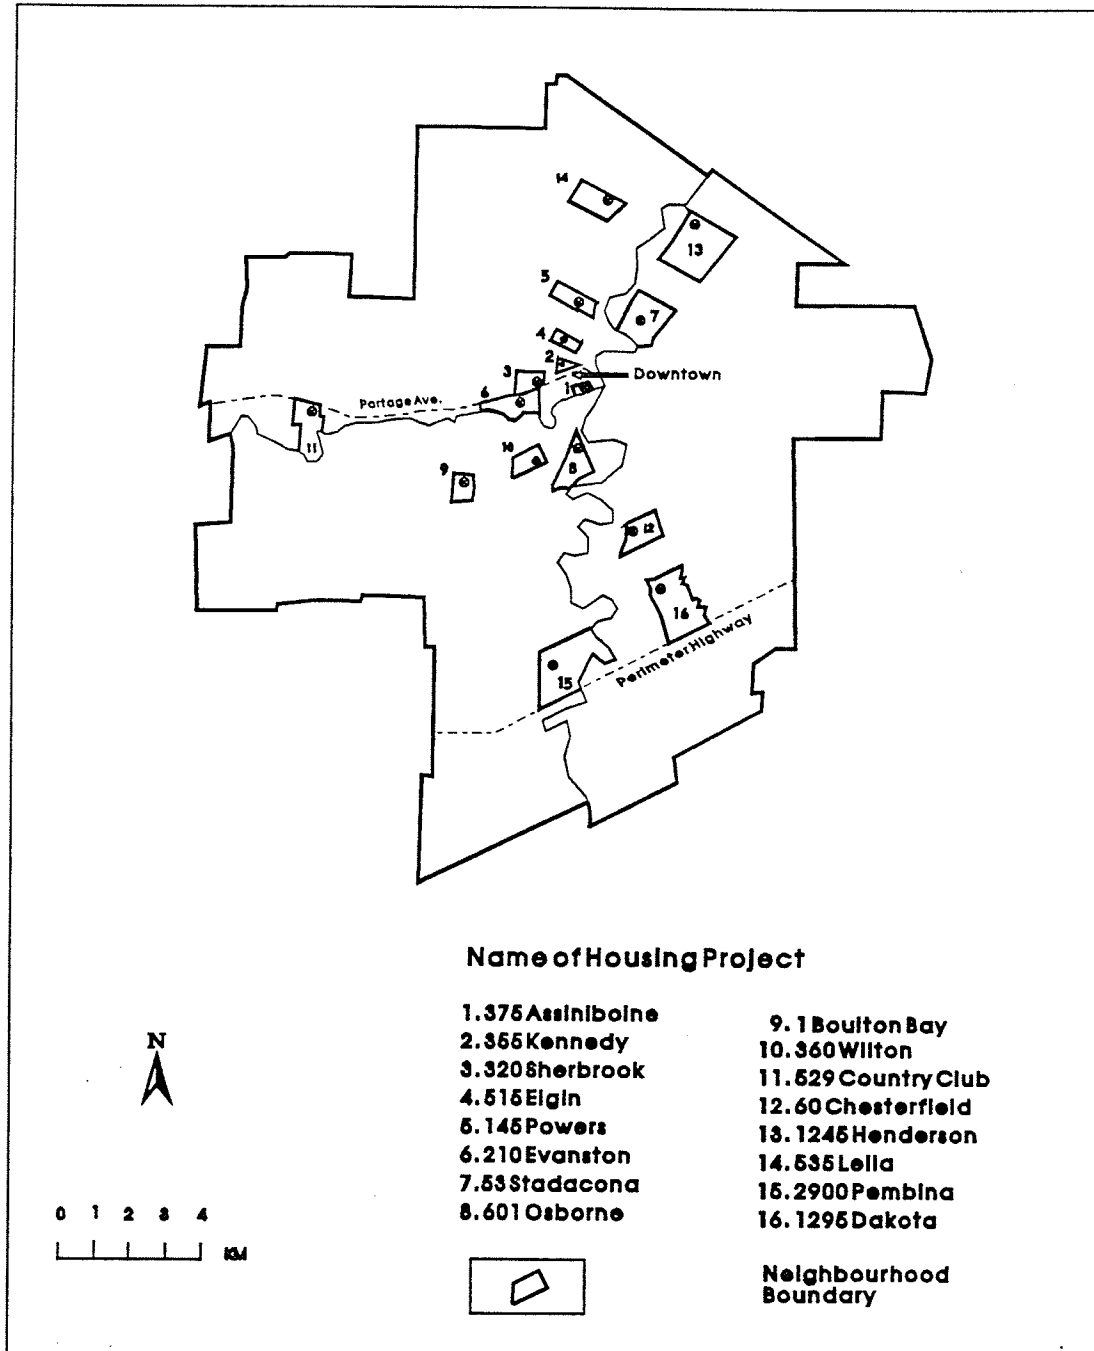 14
13
5
7
4
2
Downtown
3
1
6
Portage Ave.
11
10
8
9
12
16
Perimeter Highway
15
Name of Housing Project
1. 375 Assiniboine
2. 355 Kennedy
3. 320 Sherbrook
4. 515 Elgin
5. 145 Powers
6. 210 Evanston
7. 53 Stadacona
8. 601 Osborne
9. 1 Boulton Bay
10. 360 Wilton
11. 529 Country Club
12. 60 Chesterfield
13. 1245 Henderson
14. 535 Leila
15. 2900 Pembina
16. 1295 Dakota
N
0 1 2 3 4
KM
Neighbourhood
Boundary